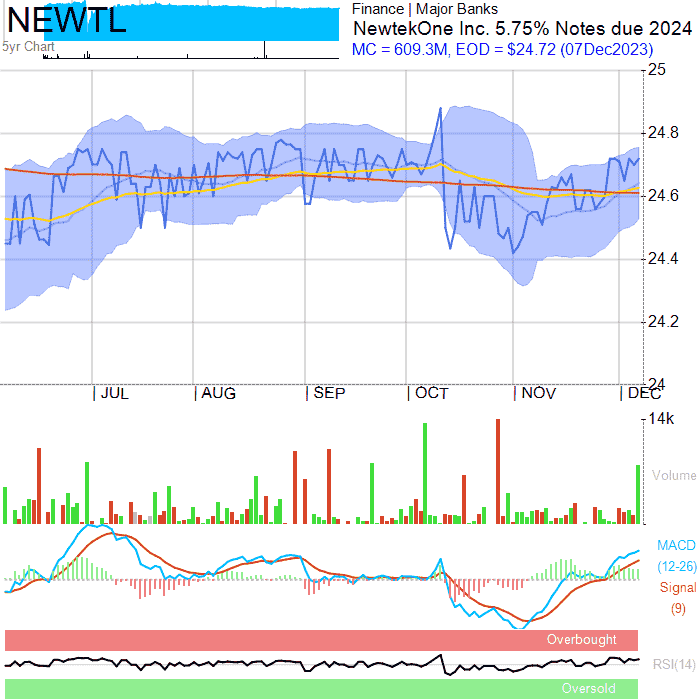 NEWTL
5yr Chart
Finance | Major Banks
NewtekOne Inc. 5.75% Notes due 2024
MC = 609.3M, EOD = $24.72 (07Dec2023)
25
24.8
24.6
24.4
24.2
24
JUL AUG SEP OCT NOV DEC
14k
Volume
MACD
(12-26)
Signal
(9)
Overbought
RSI(14)
Oversold